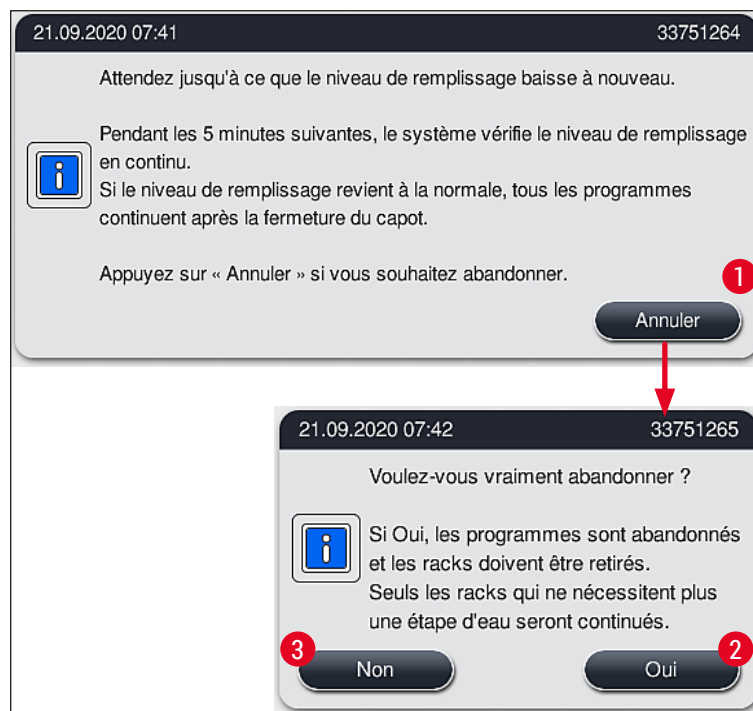 21.09.2020 07:41 33751264
Attendez jusqu'à ce que le niveau de remplissage baisse à nouveau.
Pendant les 5 minutes suivantes, le système vérifie le niveau de remplissage
en continu.
Si le niveau de remplissage revient à la normale, tous les programmes
continuent après la fermeture du capot.
Appuyez sur « Annuler » si vous souhaitez abandonner.
1
Annuler
21.09.2020 07:42 33751265
Voulez-vous vraiment abandonner ?
Si Oui, les programmes sont abandonnés
et les racks doivent être retirés.
Seuls les racks qui ne nécessitent plus
une étape d'eau seront continués.
3 2
Non Oui